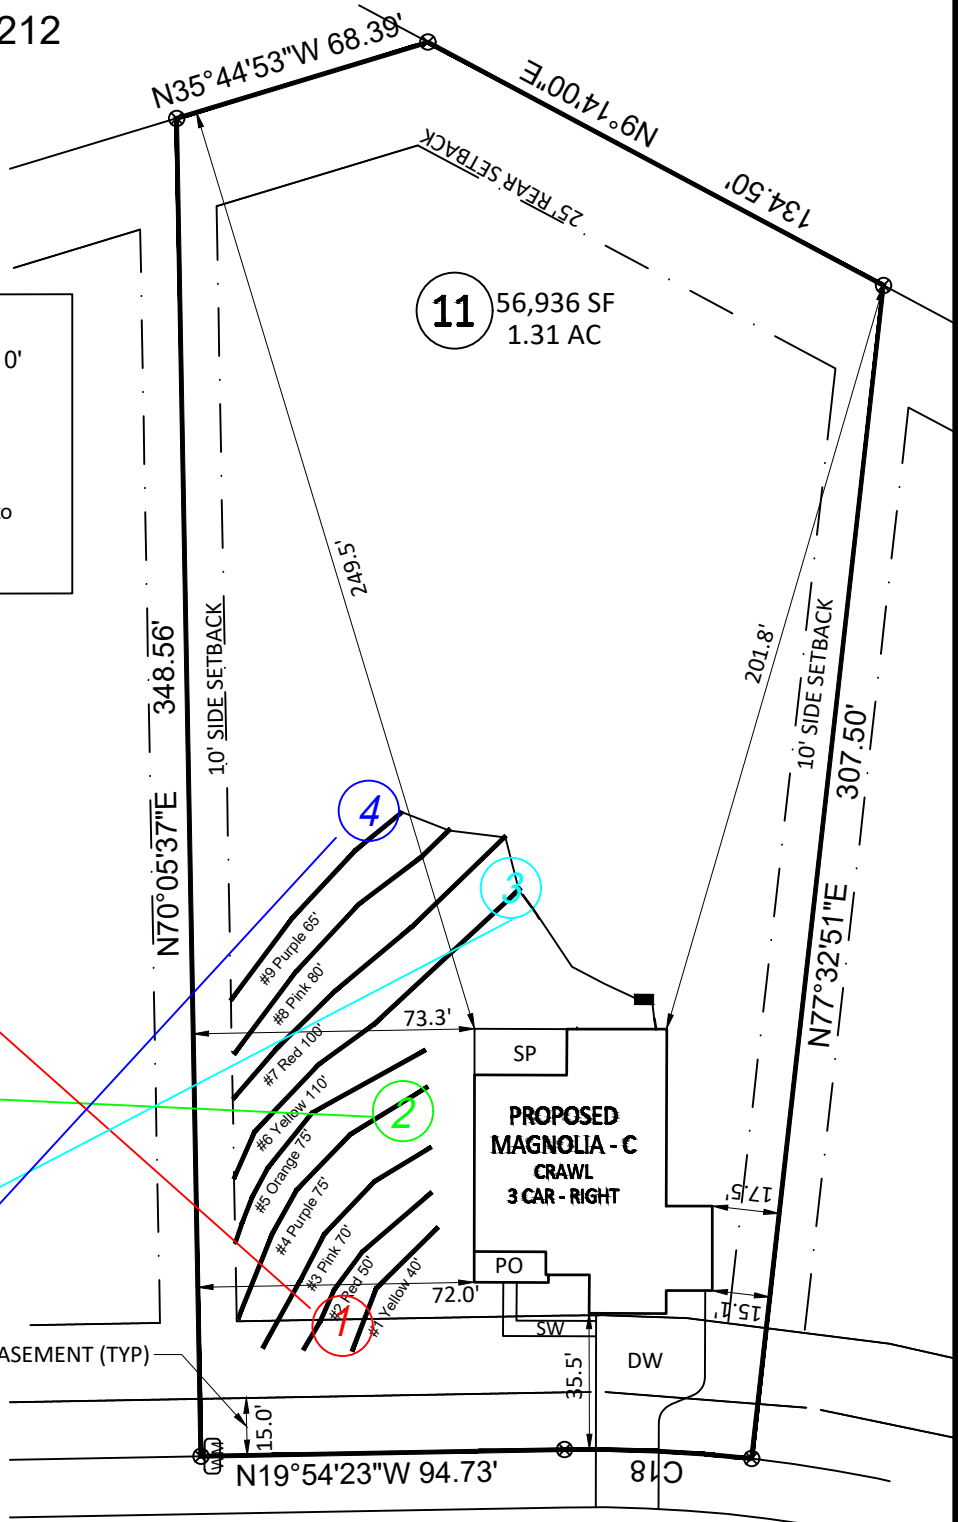 212
N35°44'53"W 68.39'
N9°14'00"E
134.50'
25' REAR SETBACK
11
56,936 SF
1.31 AC
0'
249.5'
201.8'
348.56'
N70°05'37"E
10' SIDE SETBACK
10' SIDE SETBACK
307.50'
N77°32'51"E
4
3
#9 Purple 65'
#8 Pink 80'
#7 Red 100'
73.3'
SP
#6 Yellow 110'
2
PROPOSED
MAGNOLIA - C
CRAWL
3 CAR - RIGHT
#5 Orange 75'
#4 Purple 75'
#3 Pink 70'
#2 Red 50'
#1 Yellow 40'
1
17.5'
15.1'
PO
72.0'
SW
DW
35.5'
ASEMENT (TYP)
15.0'
WM
N19°54'23"W 94.73'
C18